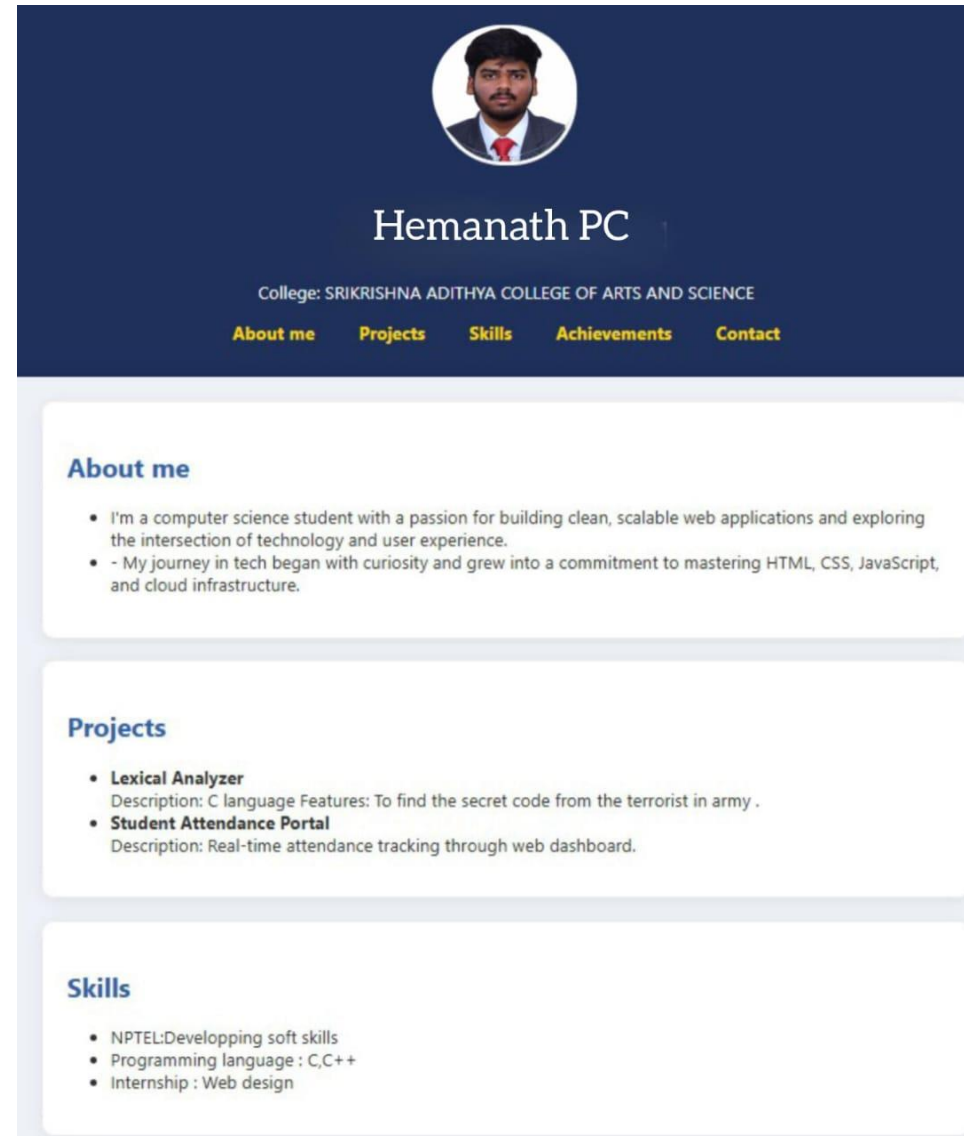 Hemanath PC
College: SRIKRISHNA ADITHYA COLLEGE OF ARTS AND SCIENCE
About me Projects Skills Achievements Contact
About me
• I'm a computer science student with a passion for building clean, scalable web applications and exploring
the intersection of technology and user experience.
• - My journey in tech began with curiosity and grew into a commitment to mastering HTML, CSS, JavaScript,
and cloud infrastructure.
Projects
• Lexical Analyzer
Description: C language Features: To find the secret code from the terrorist in army .
• Student Attendance Portal
Description: Real-time attendance tracking through web dashboard.
Skills
• NPTEL:Developping soft skills
• Programming language : C,C++
• Internship : Web design